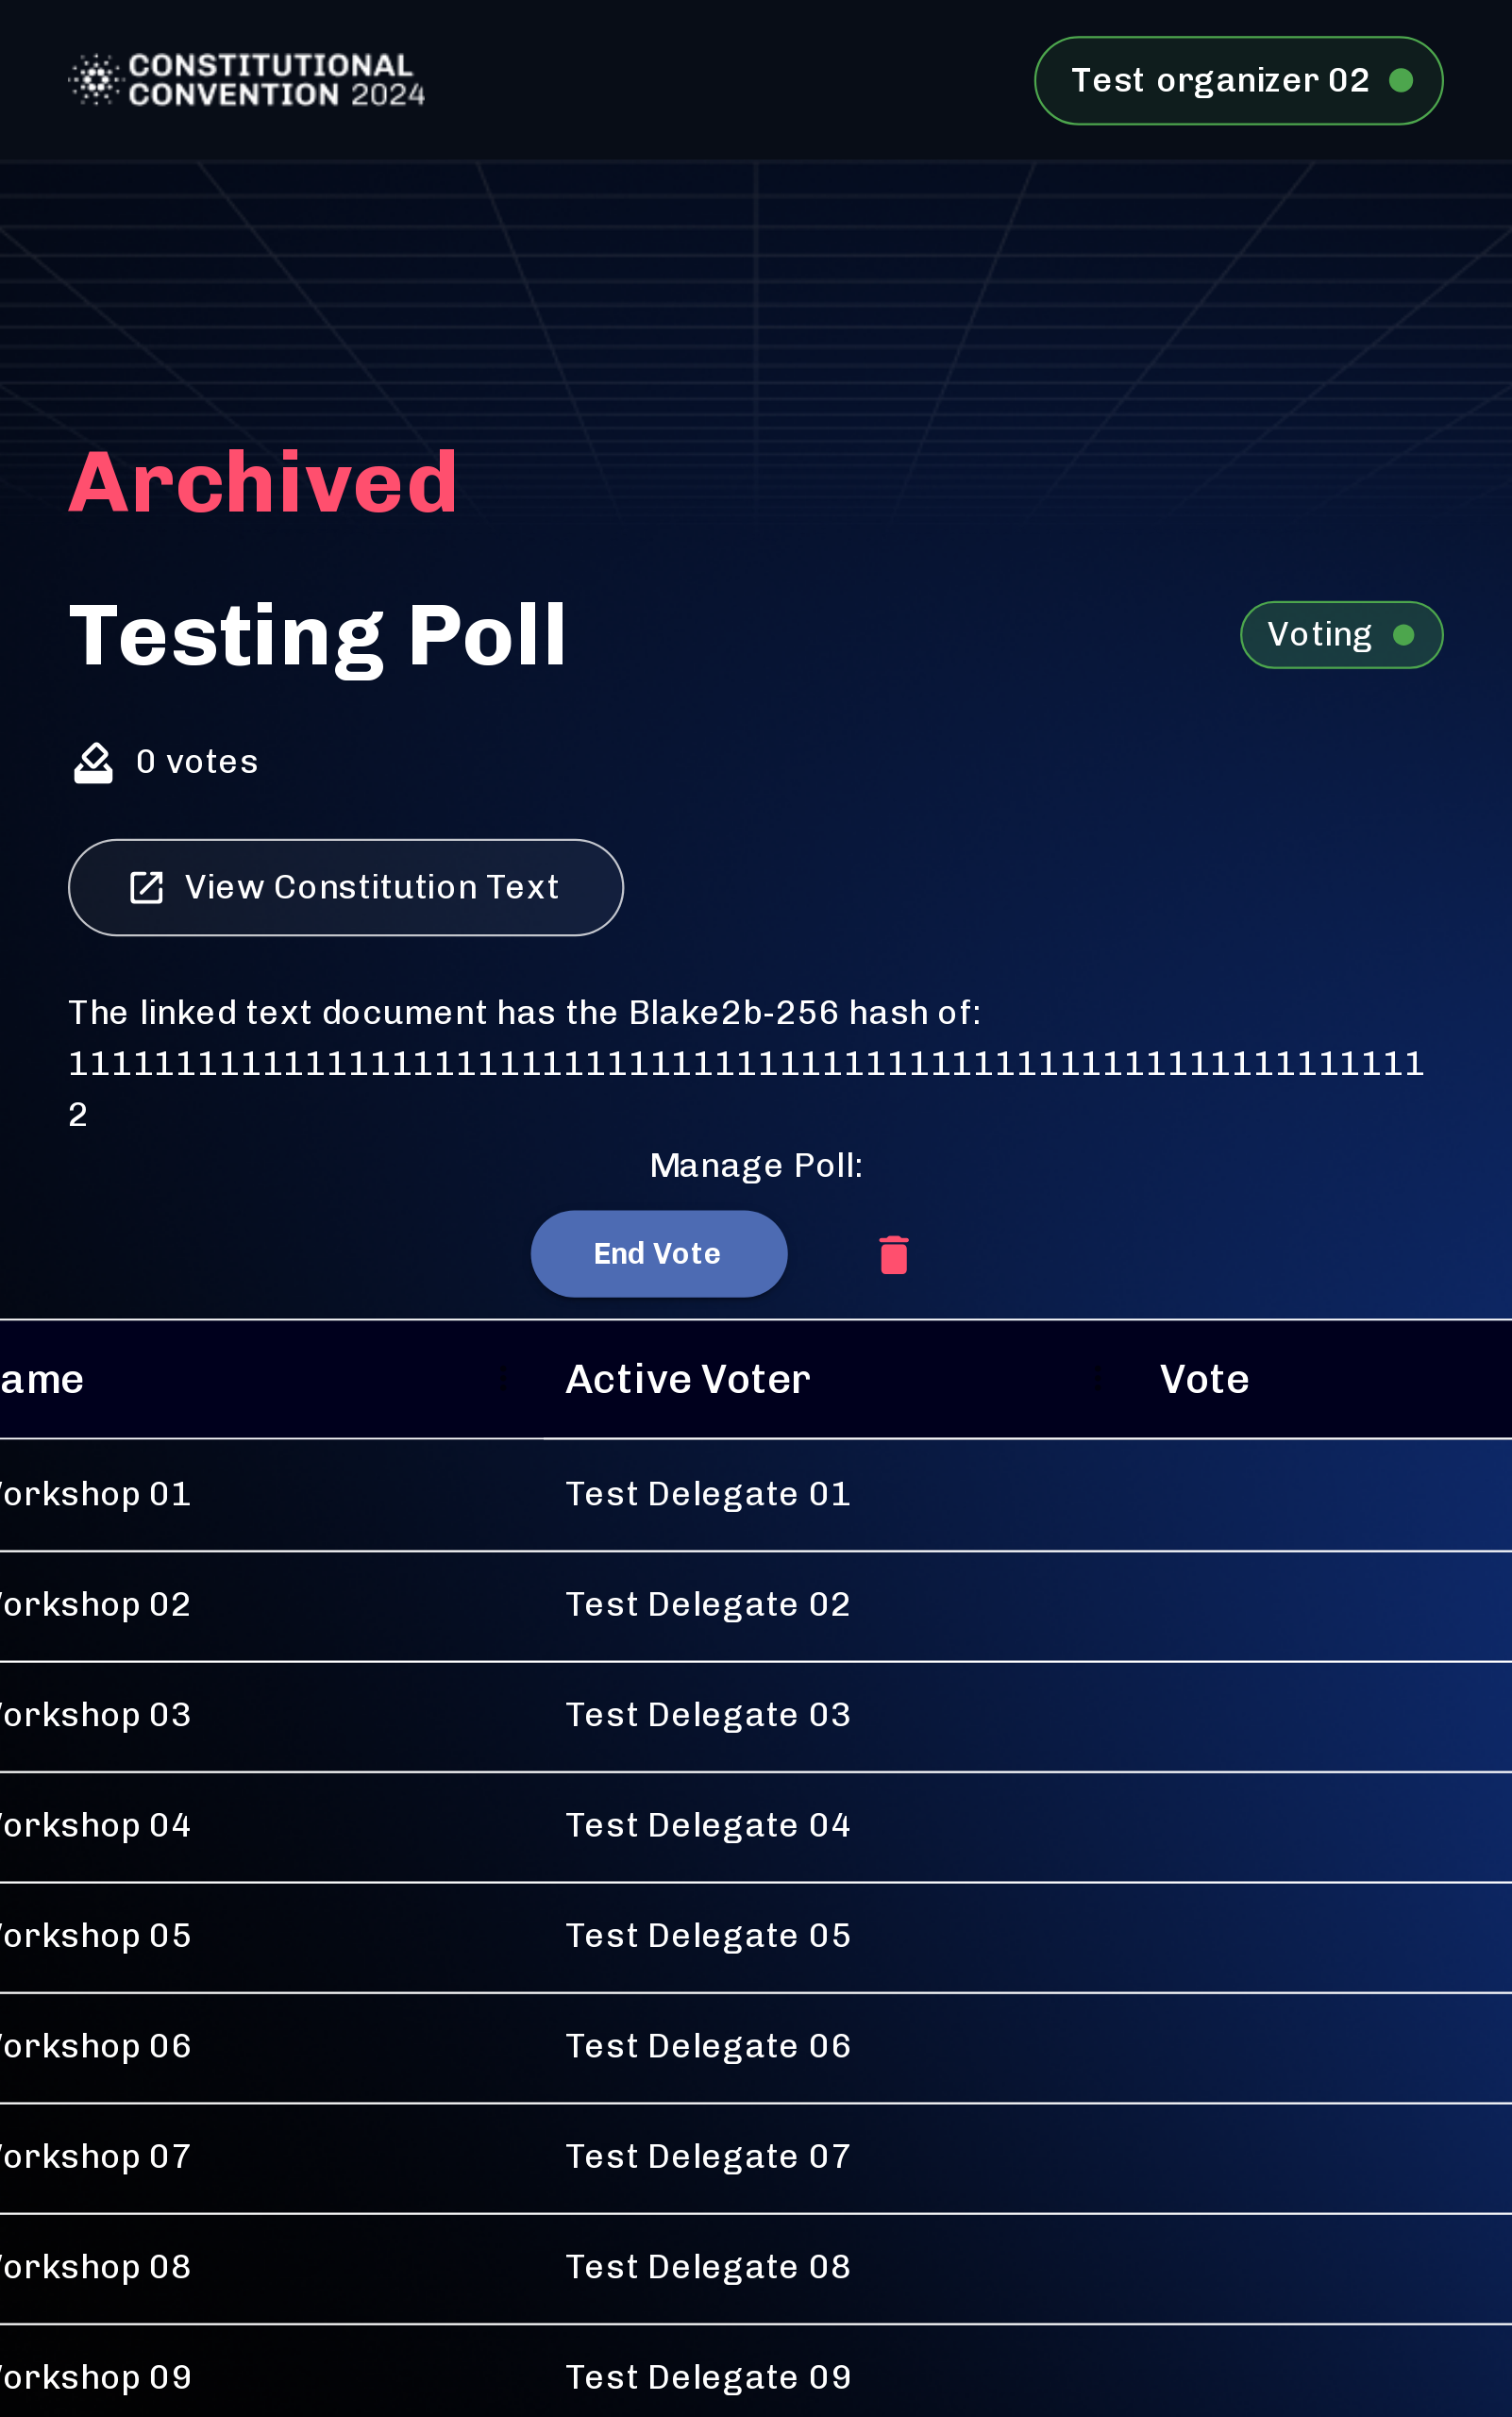 CONSTITUTIONAL
CONVENTION 2024
Test organizer 02
Archived
Testing Poll
Voting
0 votes
View Constitution Text
The linked text document has the Blake2b-256 hash of:
111111111111111111111111111111111111111111111111111111111111111
2
Manage Poll:
End Vote
ame Active Voter Vote
orkshop 01 Test Delegate 01
orkshop 02 Test Delegate 02
orkshop 03 Test Delegate 03
orkshop 04 Test Delegate 04
orkshop 05 Test Delegate 05
orkshop 06 Test Delegate 06
orkshop 07 Test Delegate 07
orkshop 08 Test Delegate 08
orkshop 09 Test Delegate 09